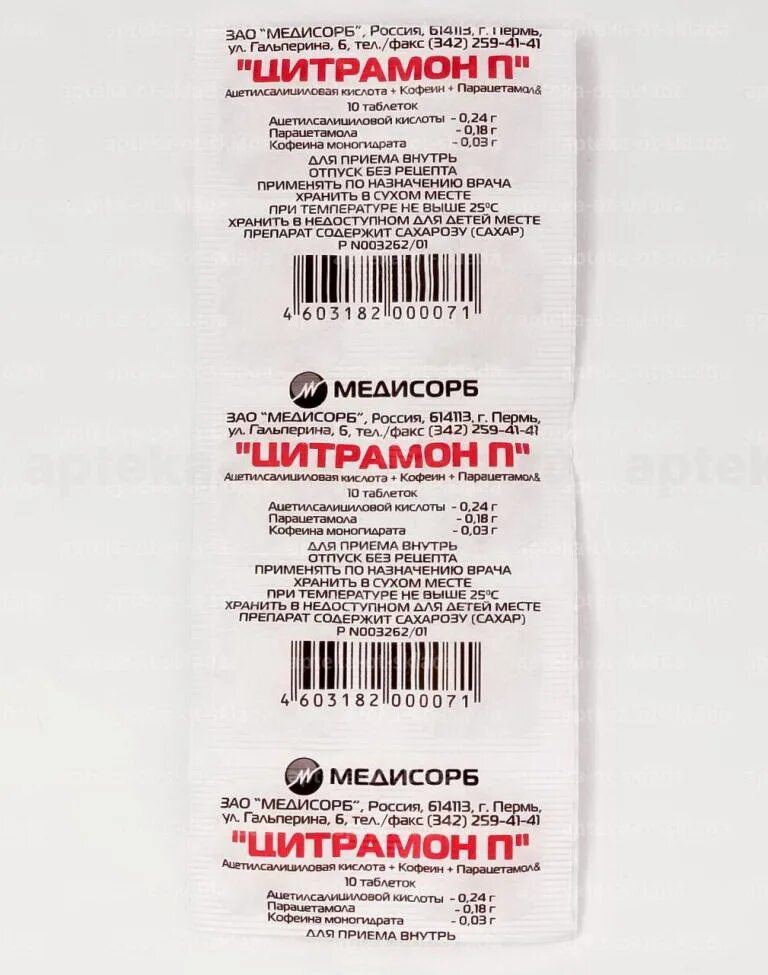 ЗАО "МЕДИСОРБ", Россия, 614113, г. Пермь,
ул. Гальперина, 6, тел./факс (342) 259-41-41
"ЦИТРАМОН П"
Ацетилсалициловая кислота + Кофеин + Парацетамол&
10 таблеток
Ацетилсалициловой кислоты - 0,24 г
Парацетамола - 0,18 г
Кофеина моногидрата - 0,03 г
ДЛЯ ПРИЕМА ВНУТРЬ
ОТПУСК БЕЗ РЕЦЕПТА
ПРИМЕНЯТЬ ПО НАЗНАЧЕНИЮ ВРАЧА
ХРАНИТЬ В СУХОМ МЕСТЕ
ПРИ ТЕМПЕРАТУРЕ НЕ ВЫШЕ 25°С
ХРАНИТЬ В НЕДОСТУПНОМ ДЛЯ ДЕТЕЙ МЕСТЕ
ПРЕПАРАТ СОДЕРЖИТ САХАРОЗУ (САХАР)
Р N003262/01
4 603182 000071
МЕДИСОРБ
ЗАО "МЕДИСОРБ", Россия, 614113, г. Пермь,
ул. Гальперина, 6, тел./факс (342) 259-41-41
"ЦИТРАМОН П"
Ацетилсалициловая кислота + Кофеин + Парацетамол&
10 таблеток
Ацетилсалициловой кислоты - 0,24 г
Парацетамола - 0,18 г
Кофеина моногидрата - 0,03 г
ДЛЯ ПРИЕМА ВНУТРЬ
ОТПУСК БЕЗ РЕЦЕПТА
ПРИМЕНЯТЬ ПО НАЗНАЧЕНИЮ ВРАЧА
ХРАНИТЬ В СУХОМ МЕСТЕ
ПРИ ТЕМПЕРАТУРЕ НЕ ВЫШЕ 25°С
ХРАНИТЬ В НЕДОСТУПНОМ ДЛЯ ДЕТЕЙ МЕСТЕ
ПРЕПАРАТ СОДЕРЖИТ САХАРОЗУ (САХАР)
Р N003262/01
4 603182 000071
МЕДИСОРБ
ЗАО "МЕДИСОРБ", Россия, 614113, г. Пермь,
ул. Гальперина, 6, тел./факс (342) 259-41-41
"ЦИТРАМОН П"
Ацетилсалициловая кислота + Кофеин + Парацетамол&
10 таблеток
Ацетилсалициловой кислоты - 0,24 г
Парацетамола - 0,18 г
Кофеина моногидрата - 0,03 г
ДЛЯ ПРИЕМА ВНУТРЬ